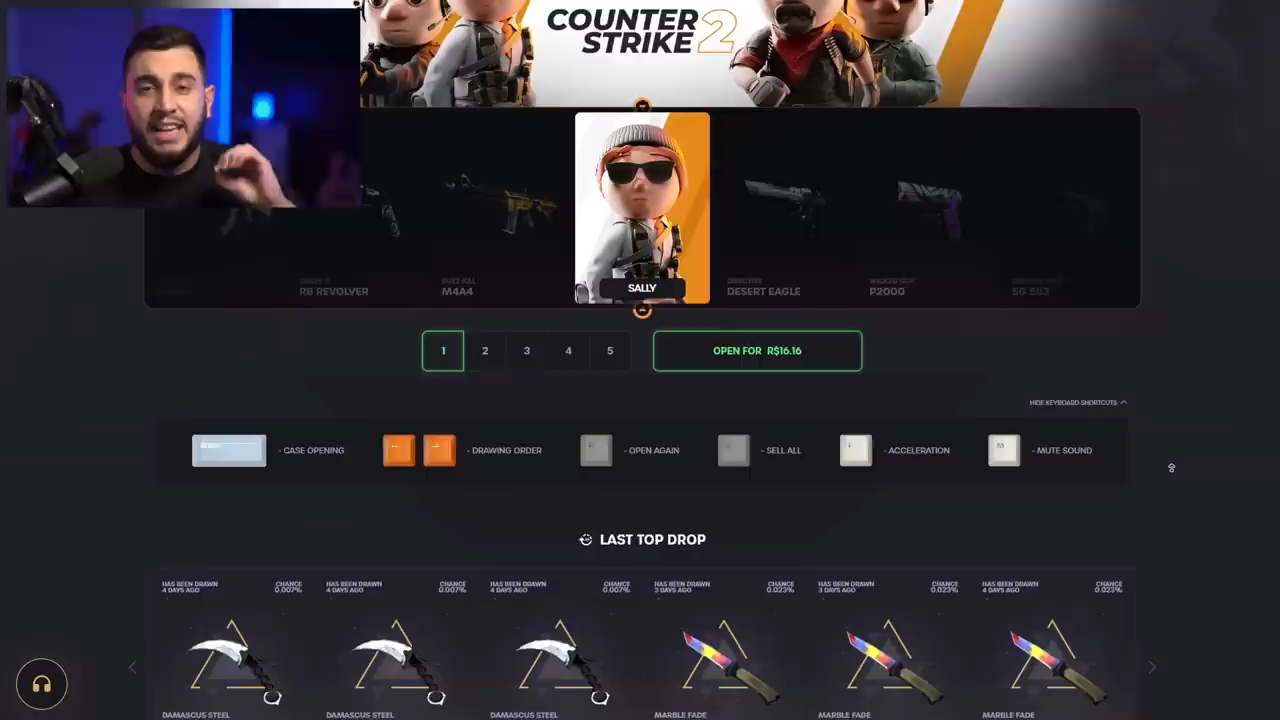 COUNTER
STRIKE 2
RB REVOLVER
BUZZ KILL
M4A4
SALLY
DESERT EAGLE
WICKED SICK
P2000
SG 553
1 2 3 4 5
OPEN FOR R$16.16
HIDE KEYBOARD SHORTCUTS
- CASE OPENING
- DRAWING ORDER
- OPEN AGAIN
- SELL ALL
- ACCELERATION
M
- MUTE SOUND
LAST TOP DROP
HAS BEEN DRAWN
4 DAYS AGO
CHANCE
0.007%
HAS BEEN DRAWN
4 DAYS AGO
CHANCE
0.007%
HAS BEEN DRAWN
4 DAYS AGO
CHANCE
0.007%
HAS BEEN DRAWN
3 DAYS AGO
CHANCE
0.023%
HAS BEEN DRAWN
3 DAYS AGO
CHANCE
0.023%
HAS BEEN DRAWN
4 DAYS AGO
CHANCE
0.023%
DAMASCUS STEEL
DAMASCUS STEEL
DAMASCUS STEEL
MARBLE FADE
MARBLE FADE
MARBLE FADE